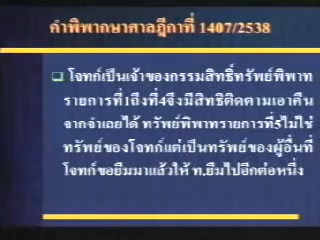 คำพิพากษาศาลฎีกาที่ 1407/2538
โจทก์เป็นเจ้าของกรรมสิทธิ์ทรัพย์พิพาท
รายการที่1ถึงที่4จึงมีสิทธิติดตามเอาคืน
จากจำเลยได้ ทรัพย์พิพาทรายการที่5ไม่ใช่
ทรัพย์ของโจทก์แต่เป็นทรัพย์ของผู้อื่นที่
โจทก์ขอยืมมาแล้วให้ ท.ยืมไปอีกต่อหนึ่ง